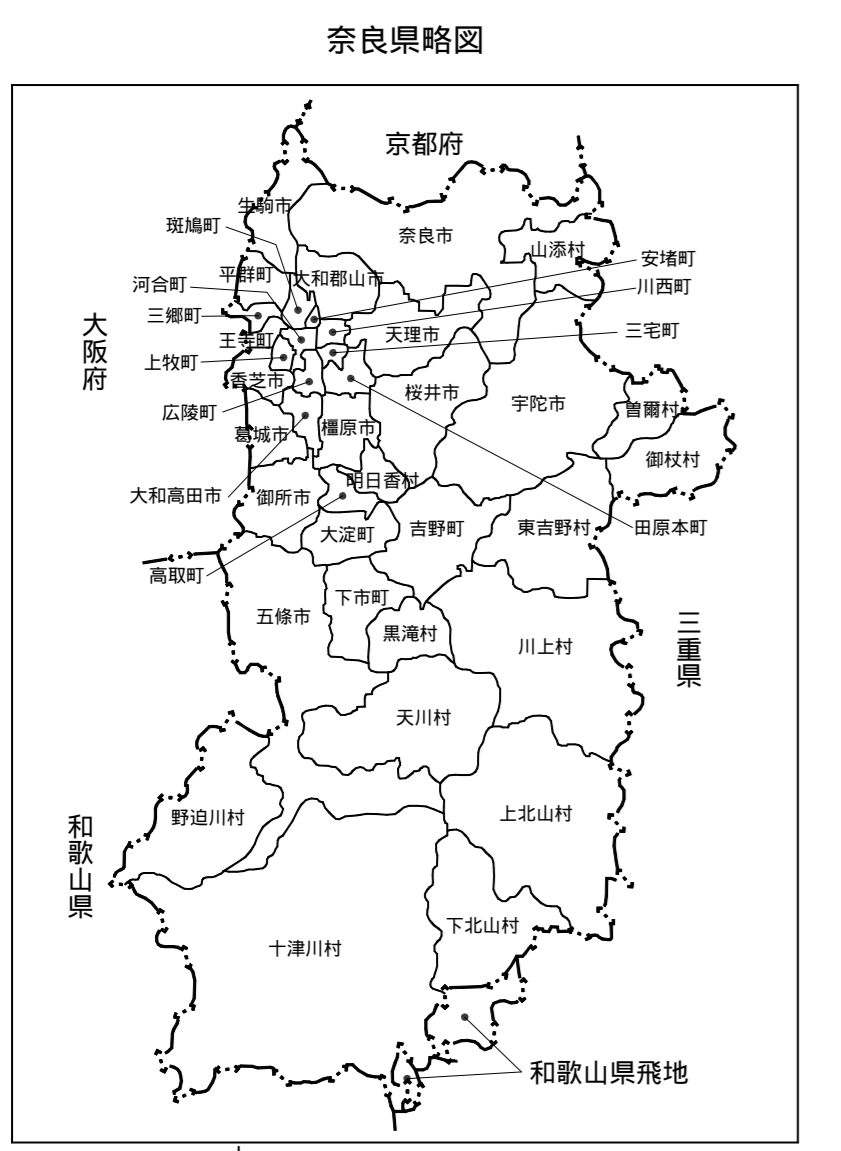 奈良県略図
京都府
生駒市
斑鳩町
奈良市
山添村
安堵町
平群町
大和郡山市
河合町
川西町
三郷町
大阪府
天理市
三宅町
王寺町
上牧町
香芝市
桜井市
宇陀市
曽爾村
広陵町
葛城市
橿原市
御杖村
明日香村
大和高田市
御所市
大淀町
吉野町
東吉野村
田原本町
高取町
下市町
五條市
黒滝村
川上村
三重県
天川村
野迫川村
上北山村
和歌山県
下北山村
十津川村
和歌山県飛地